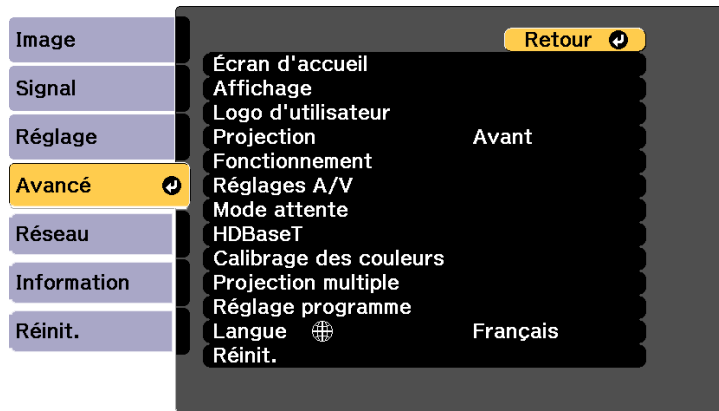 Image
Signal
Réglage
Avancé
Réseau
Information
Réinit.
Retour
Écran d'accueil
Affichage
Logo d'utilisateur
Projection Avant
Fonctionnement
Réglages A/V
Mode attente
HDBaseT
Calibrage des couleurs
Projection multiple
Réglage programme
Langue Français
Réinit.